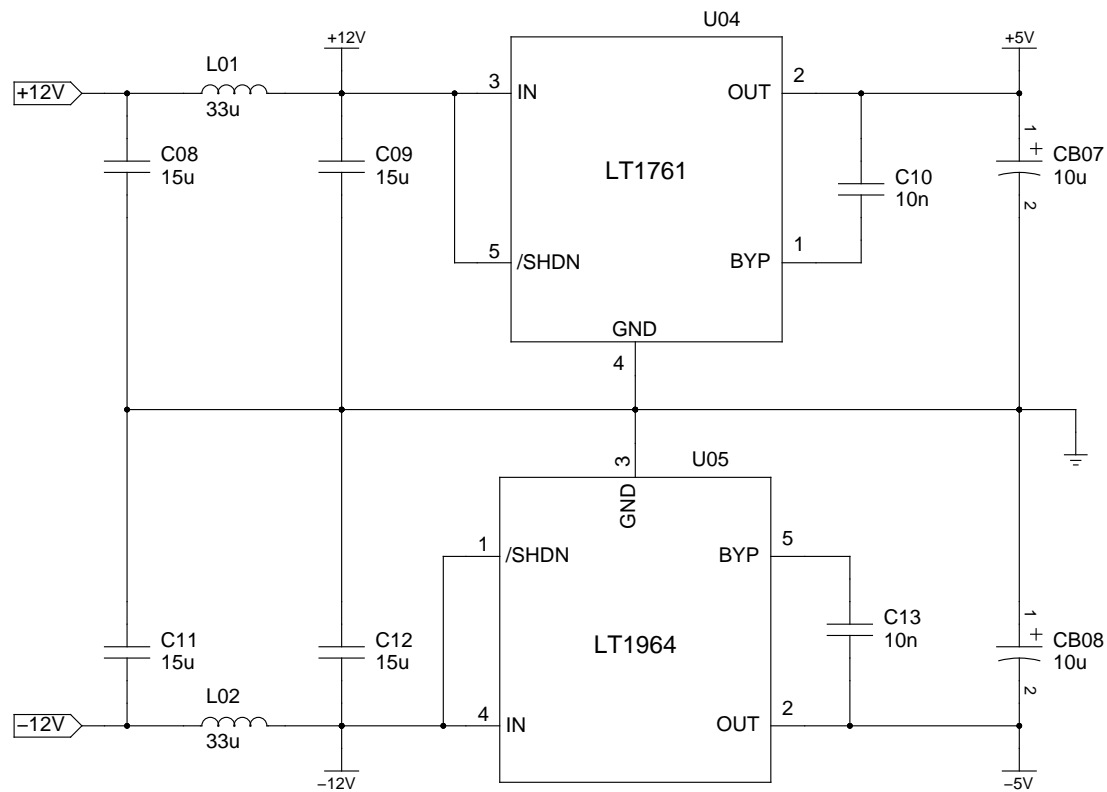 U04
+12V
+5V
L01
+12V
33u
3
IN
OUT
2
C08
15u
C09
15u
LT1761
C10
10n
1
+
CB07
10u
2
5
/SHDN
BYP
1
GND
4
3
GND
U05
1
/SHDN
BYP
5
C11
15u
C12
15u
LT1964
C13
10n
1
+
CB08
10u
2
L02
−12V
33u
4
IN
OUT
2
−12V
−5V